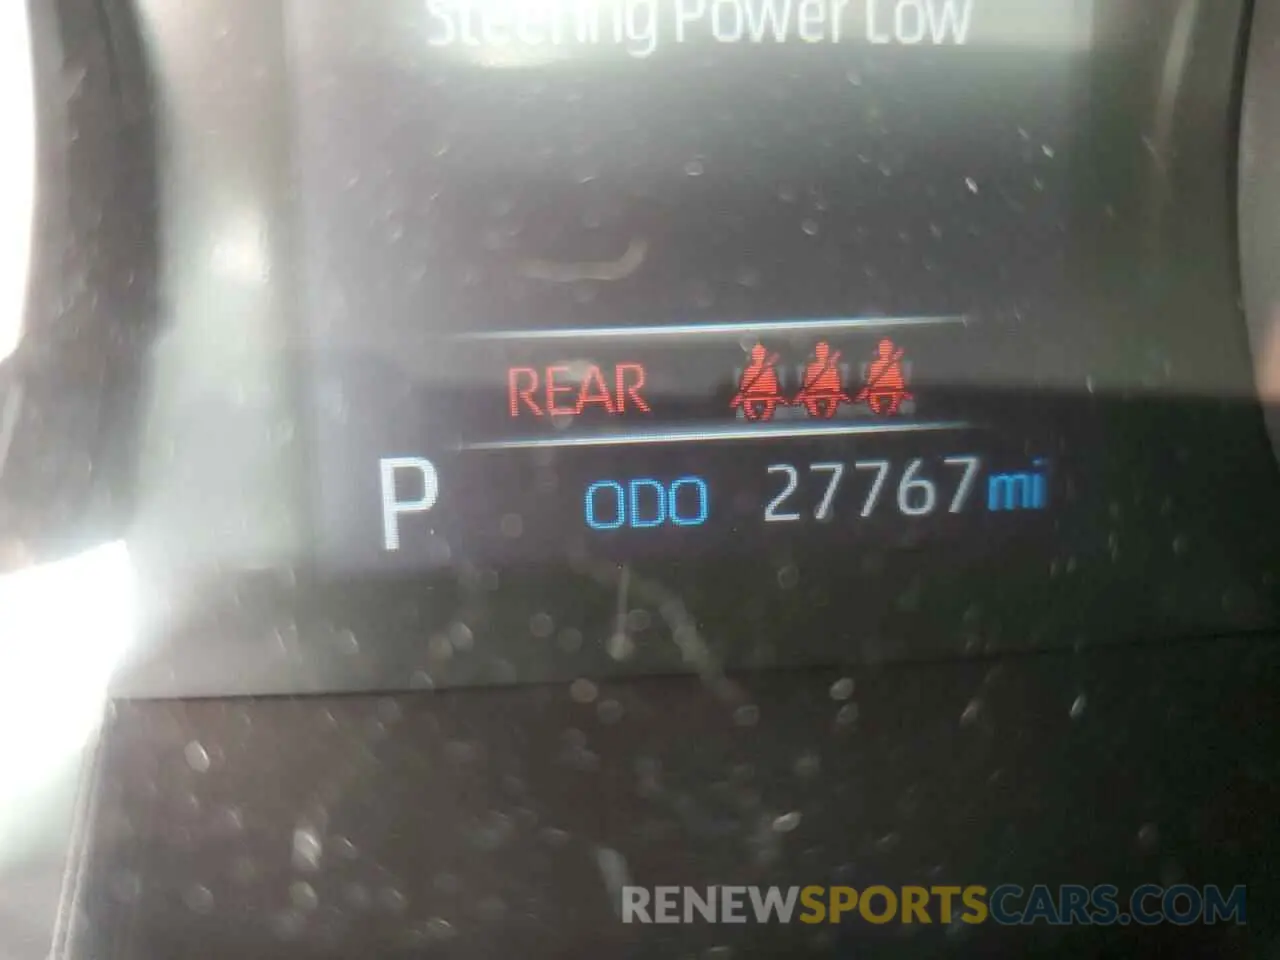 Steering Power Low
REAR
P ODO 27767 mi
RENEWSPORTSCARS.COM